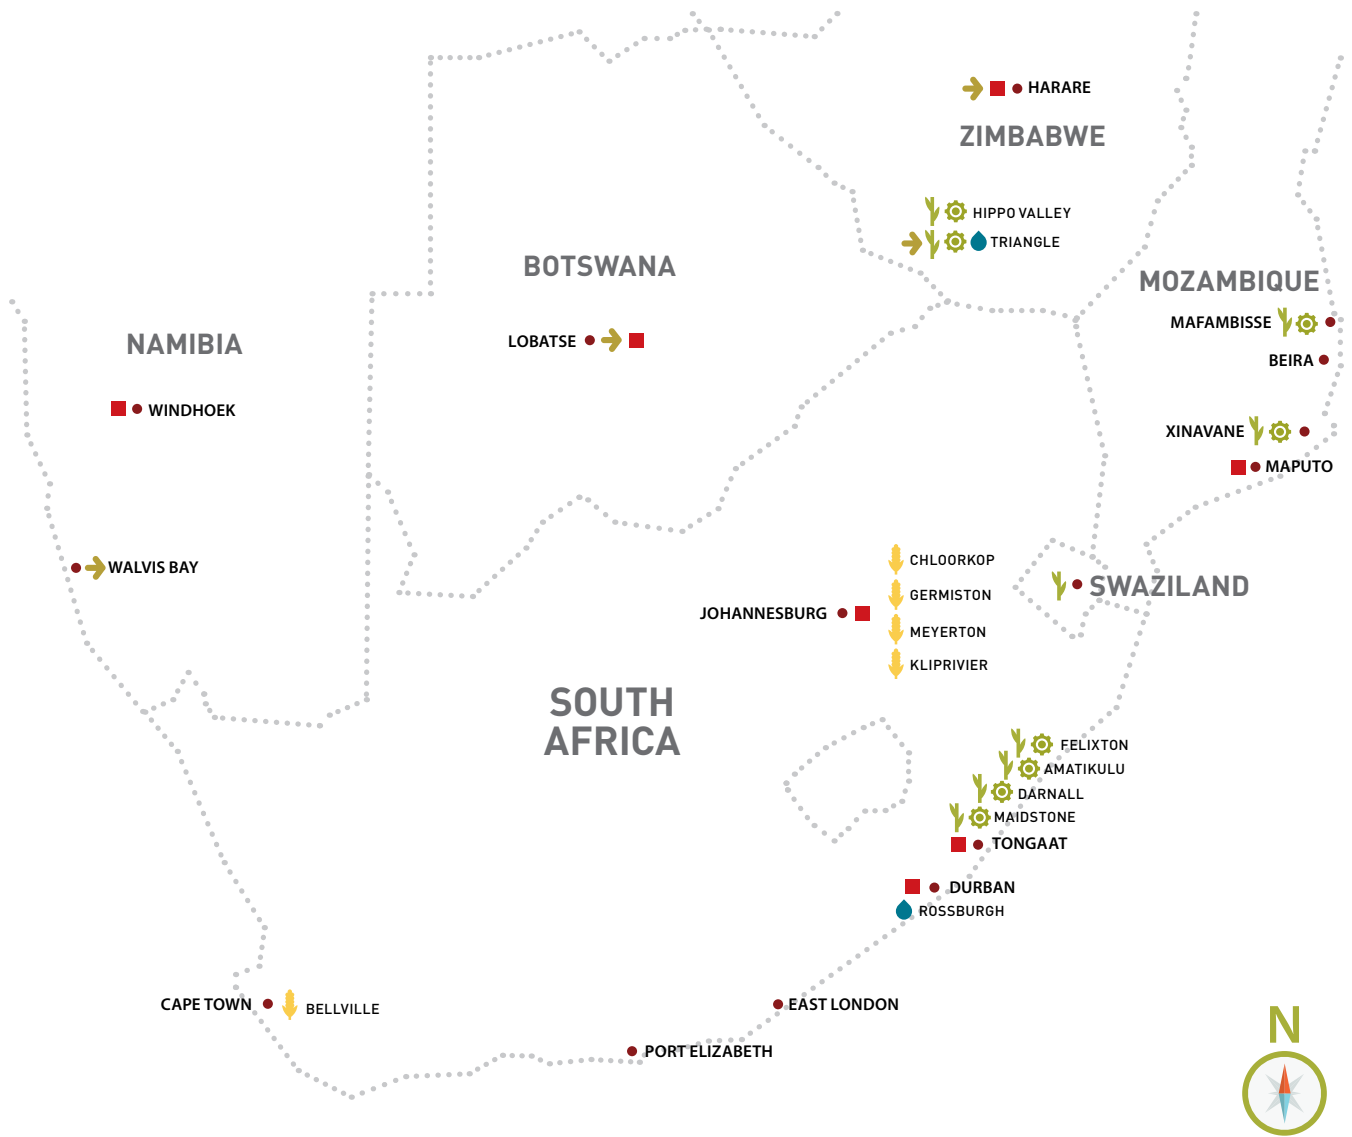 HARARE
ZIMBABWE
HIPPO VALLEY
TRIANGLE
BOTSWANA
MOZAMBIQUE
MAFAMBISSE
NAMIBIA
LOBATSE
BEIRA
WINDHOEK
XINAVANE
MAPUTO
WALVIS BAY
CHLOORKOP
SWAZILAND
GERMISTON
JOHANNESBURG
MEYERTON
KLIPRIVIER
SOUTH
AFRICA
FELIXTON
AMATIKULU
DARNALL
MAIDSTONE
TONGAAT
DURBAN
ROSSBURGH
CAPE TOWN
BELLVILLE
EAST LONDON
PORT ELIZABETH
N